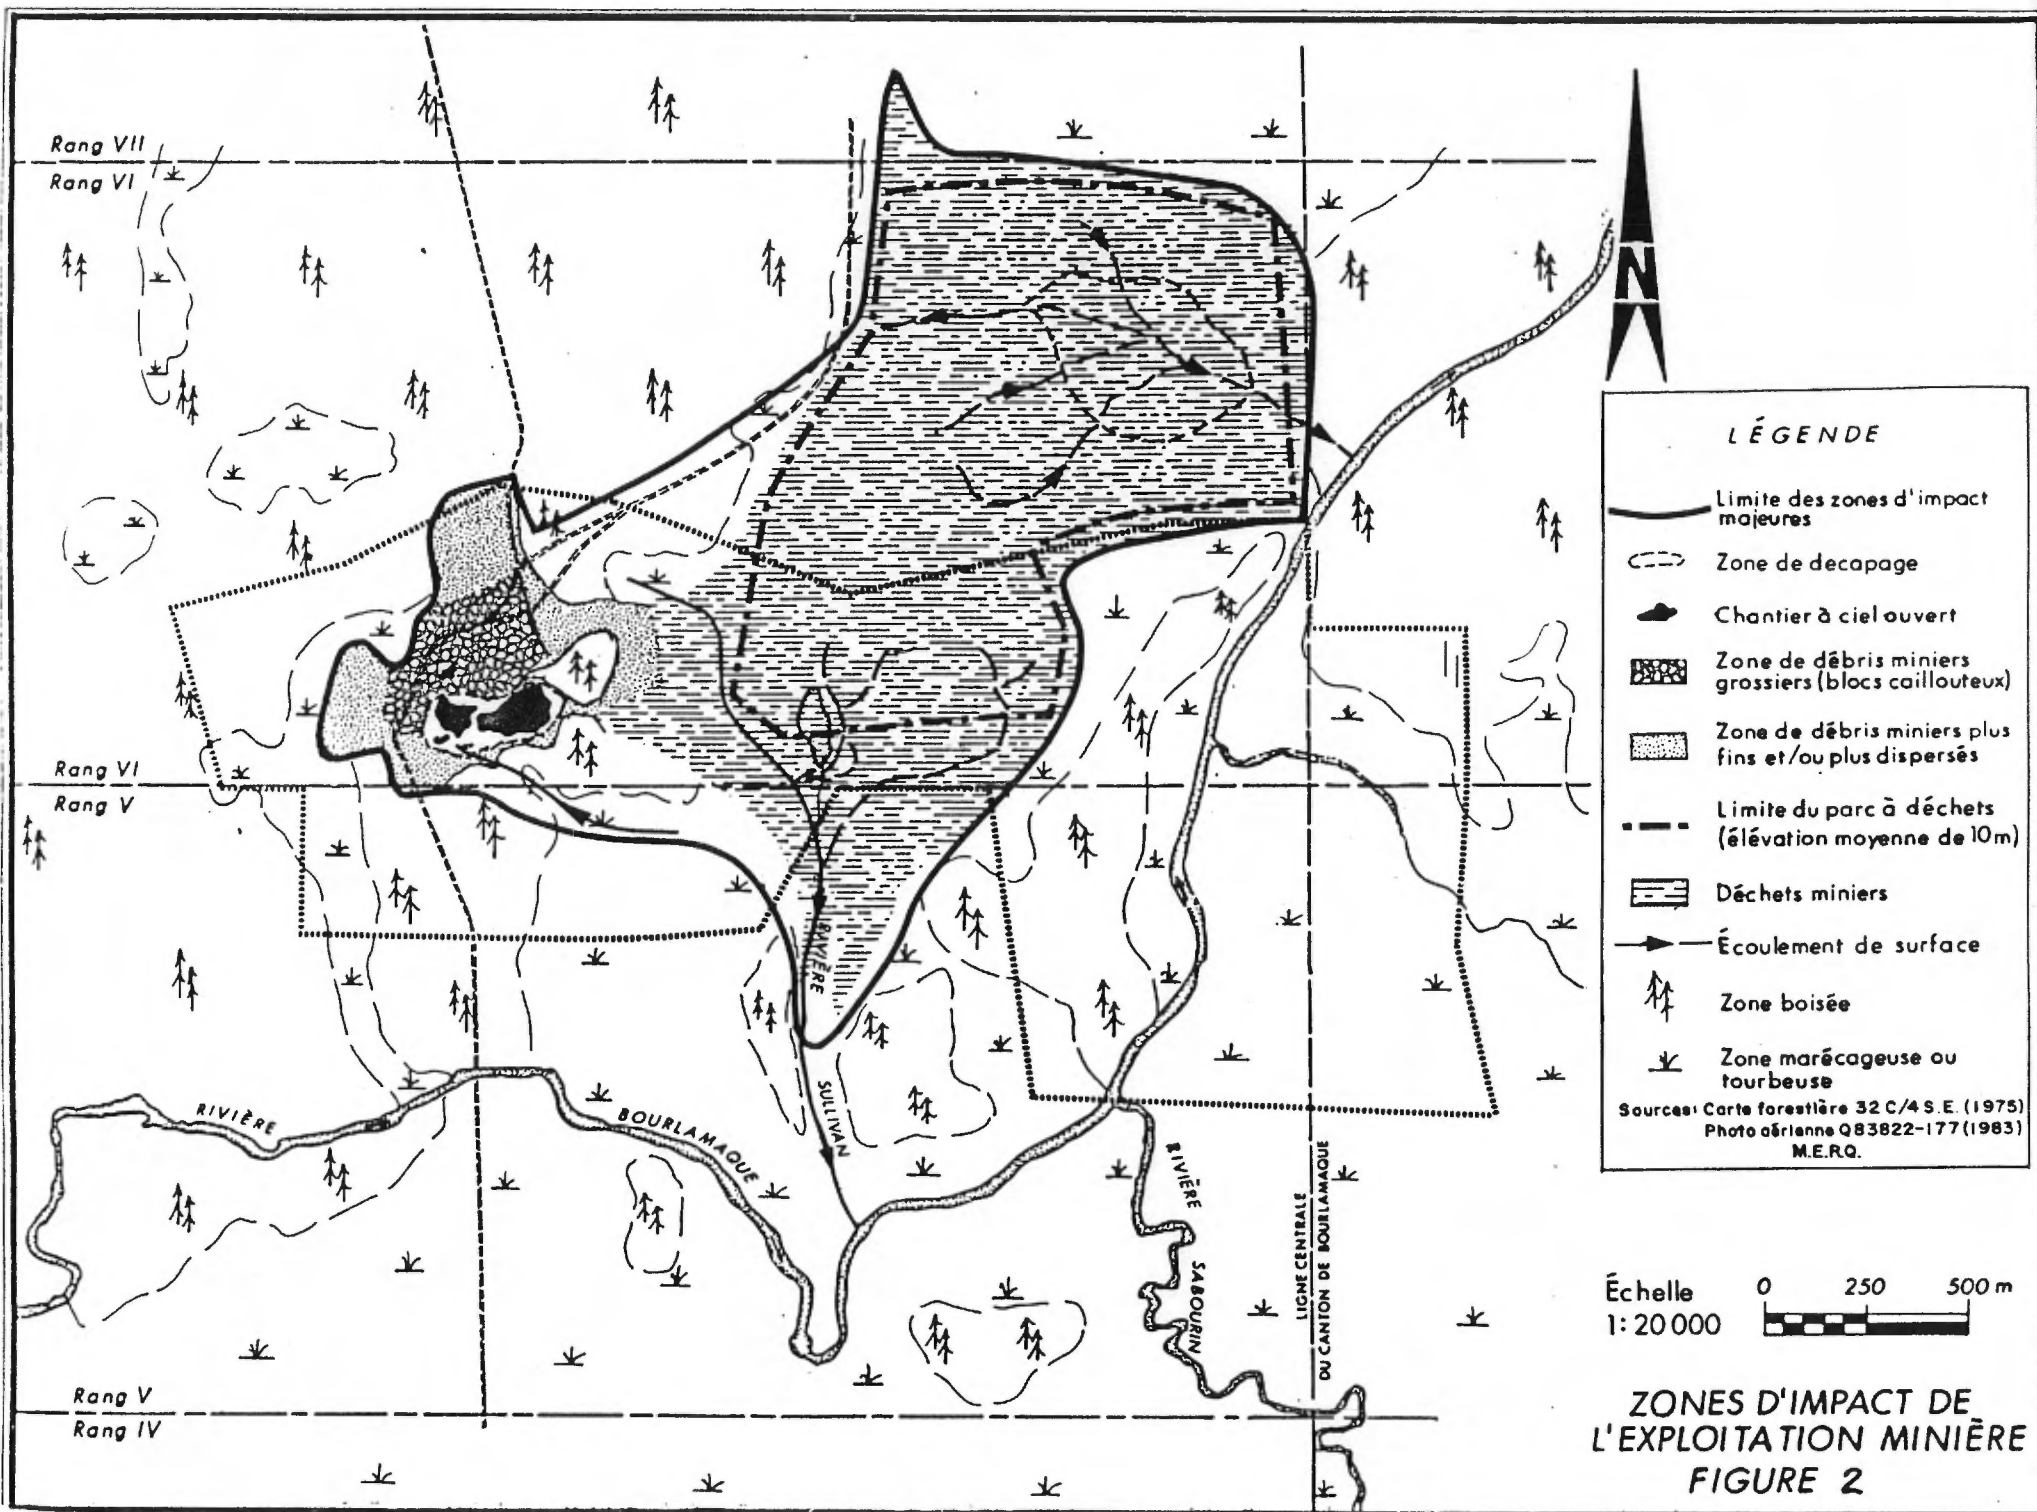 Rang VII
Rang VI
Rang VI
Rang V
Rang V
Rang IV
RIVIÈRE
BOURLAMAQUE
RIVIÈRE
SULLIVAN
RIVIÈRE
SABOURIN
LIGNE CENTRALE
DU CANTON DE BOURLAMAQUE
N
LÉGENDE
Limite des zones d'impact
majeures
Zone de decapage
Chantier à ciel ouvert
Zone de débris miniers
grossiers (blocs caillouteux)
Zone de débris miniers plus
fins et/ou plus dispersés
Limite du parc à déchets
(élévation moyenne de 10m)
Déchets miniers
Écoulement de surface
Zone boisée
Zone marécageuse ou
tourbeuse
Sources: Carte forestière 32 C/4 S.E. (1975)
Photo aérienne Q83822-177 (1983)
M.E.R.Q.
Échelle
1:20 000
0 250 500 m
ZONES D'IMPACT DE
L'EXPLOITATION MINIÈRE
FIGURE 2